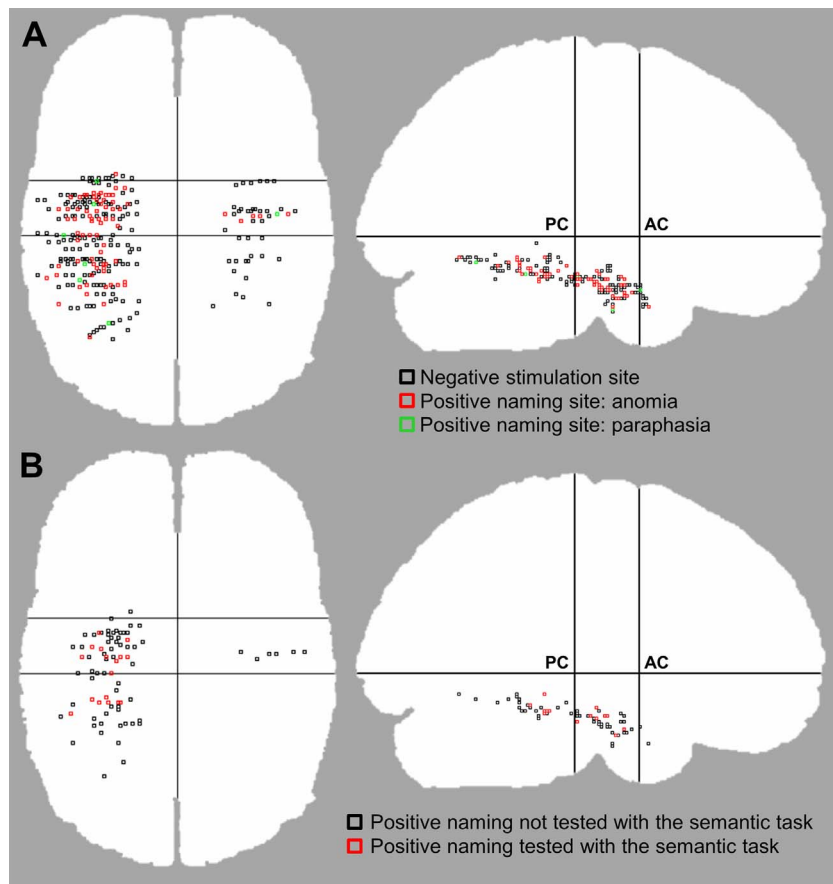 A
PC AC
Negative stimulation site
Positive naming site: anomia
Positive naming site: paraphasia
B
PC AC
Positive naming not tested with the semantic task
Positive naming tested with the semantic task